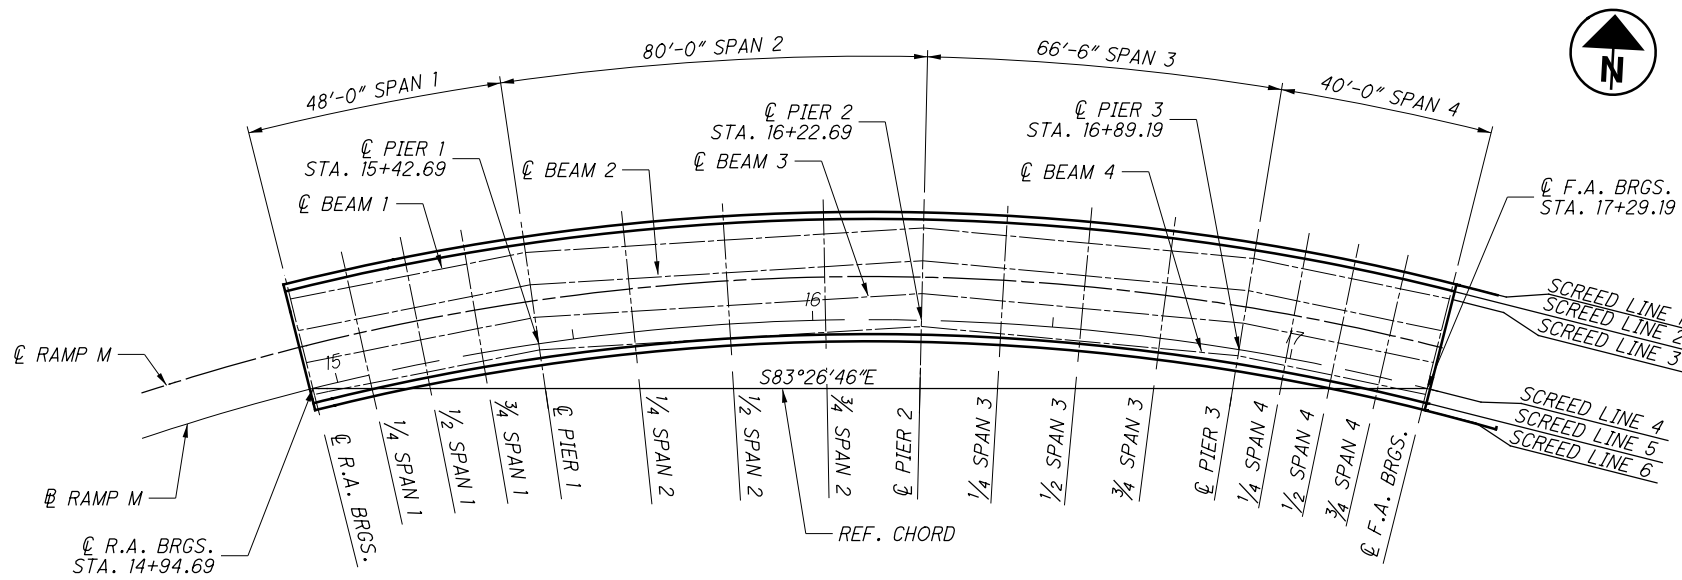 48'-0" SPAN 1
80'-0" SPAN 2
66'-6" SPAN 3
40'-0" SPAN 4
N
℄ PIER 1
STA. 15+42.69
℄ PIER 2
STA. 16+22.69
℄ PIER 3
STA. 16+89.19
℄ BEAM 1
℄ BEAM 2
℄ BEAM 3
℄ BEAM 4
℄ F.A. BRGS.
STA. 17+29.19
SCREED LINE
SCREED LINE 2
SCREED LINE 3
SCREED LINE 4
SCREED LINE 5
SCREED LINE 6
℄ RAMP M
15
16
17
S83°26'46"E
B RAMP M
℄ R.A. BRGS.
STA. 14+94.69
℄ R.A. BRGS.
1/4 SPAN 1
1/2 SPAN 1
3/4 SPAN 1
℄ PIER 1
1/4 SPAN 2
1/2 SPAN 2
3/4 SPAN 2
℄ PIER 2
1/4 SPAN 3
1/2 SPAN 3
3/4 SPAN 3
℄ PIER 3
1/4 SPAN 4
1/2 SPAN 4
3/4 SPAN 4
℄ F.A. BRGS.
REF. CHORD